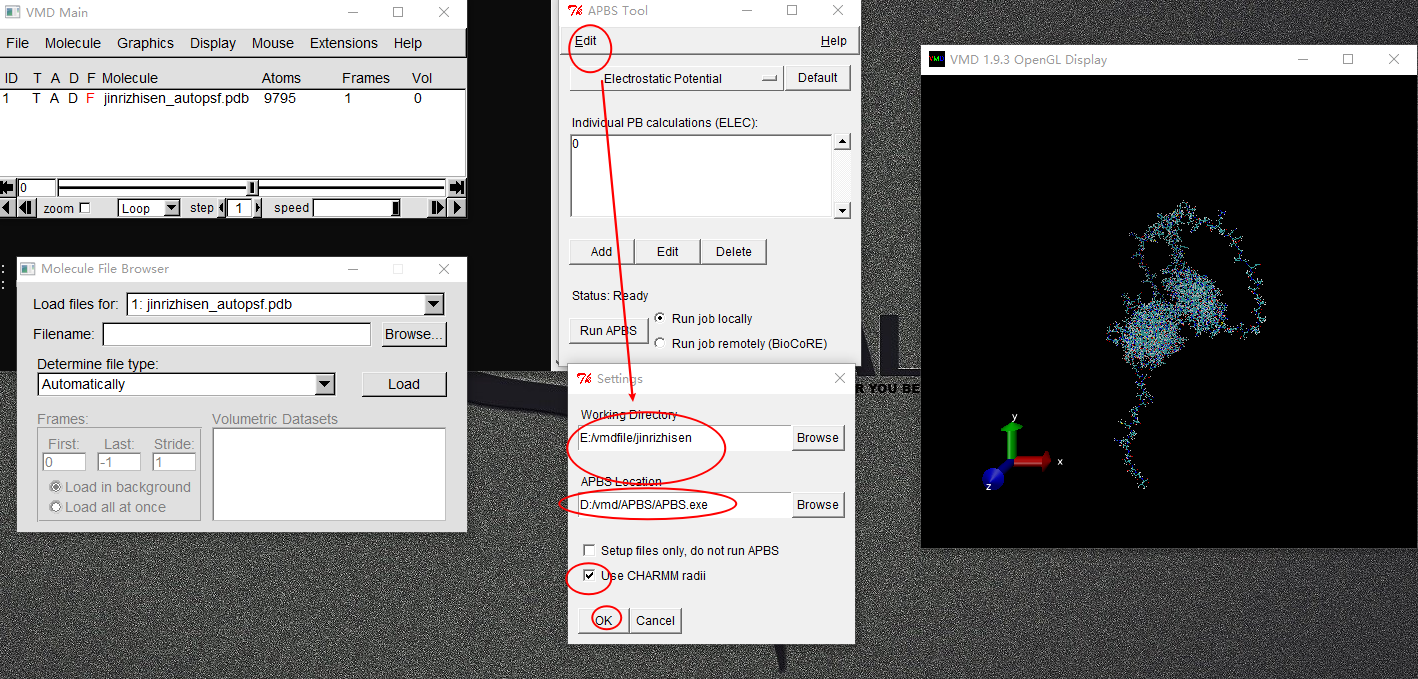 VMD Main
File Molecule Graphics Display Mouse Extensions Help
ID T A D F Molecule Atoms Frames Vol
1 T A D F jinrizhisen_autopsf.pdb 9795 1 0
0
zoom Loop step 1 speed
Molecule File Browser
Load files for: 1: jinrizhisen_autopsf.pdb
Filename: Browse...
Determine file type:
Automatically Load
Frames: Volumetric Datasets
First: Last: Stride:
0 -1 1
Load in background
Load all at once
APBS Tool
Edit Help
Electrostatic Potential Default
Individual PB calculations (ELEC):
0
Add Edit Delete
Status: Ready
Run APBS Run job locally
Run job remotely (BioCoRE)
Settings
Working Directory
E:/vmdfile/jinrizhisen Browse
APBS Location
D:/vmd/APBS/APBS.exe Browse
Setup files only, do not run APBS
Use CHARMM radii
OK Cancel
R YOU BE
VMD 1.9.3 OpenGL Display
y
x
z